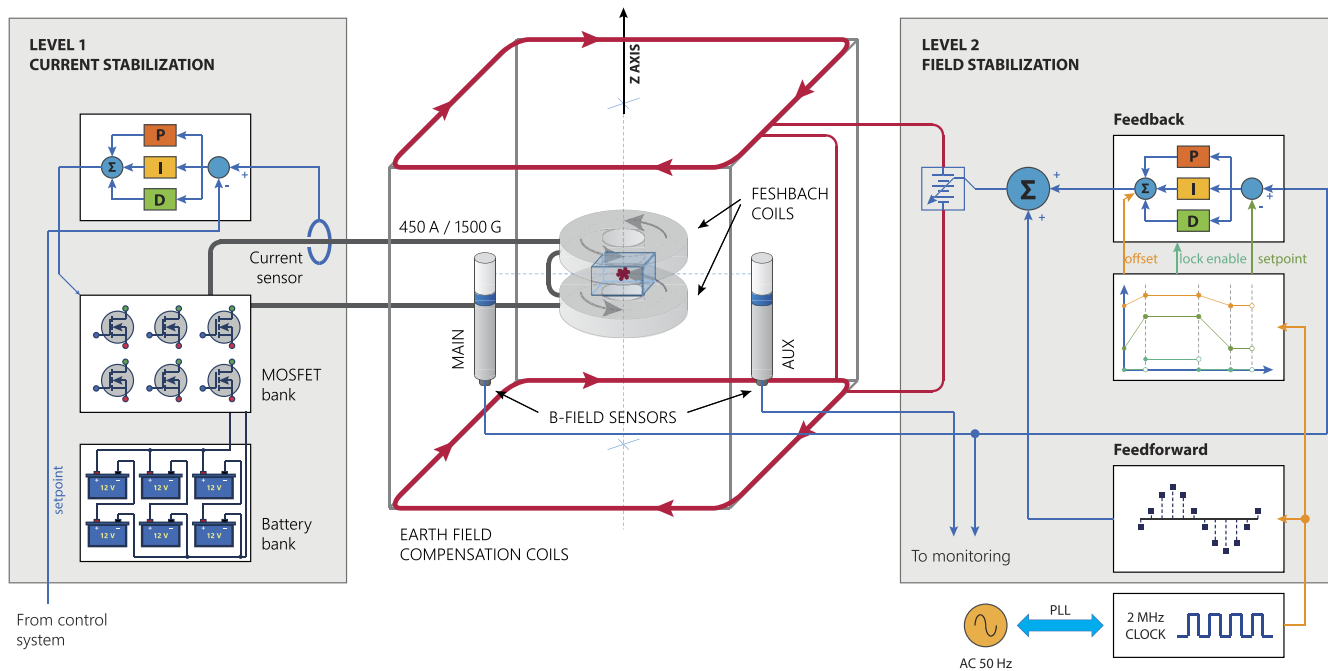 LEVEL 1
CURRENT STABILIZATION
P
I
D
Σ
+
-
Current
sensor
MOSFET
bank
+ −
12 V
+ −
12 V
+ −
12 V
+ −
12 V
+ −
12 V
+ −
12 V
Battery
bank
setpoint
From control
system
Z AXIS
450 A / 1500 G
FESHBACH
COILS
MAIN
AUX
B-FIELD SENSORS
EARTH FIELD
COMPENSATION COILS
LEVEL 2
FIELD STABILIZATION
Feedback
P
I
D
Σ
+
-
Σ
+
+
offset
lock enable
setpoint
Feedforward
To monitoring
PLL
AC 50 Hz
2 MHz
CLOCK